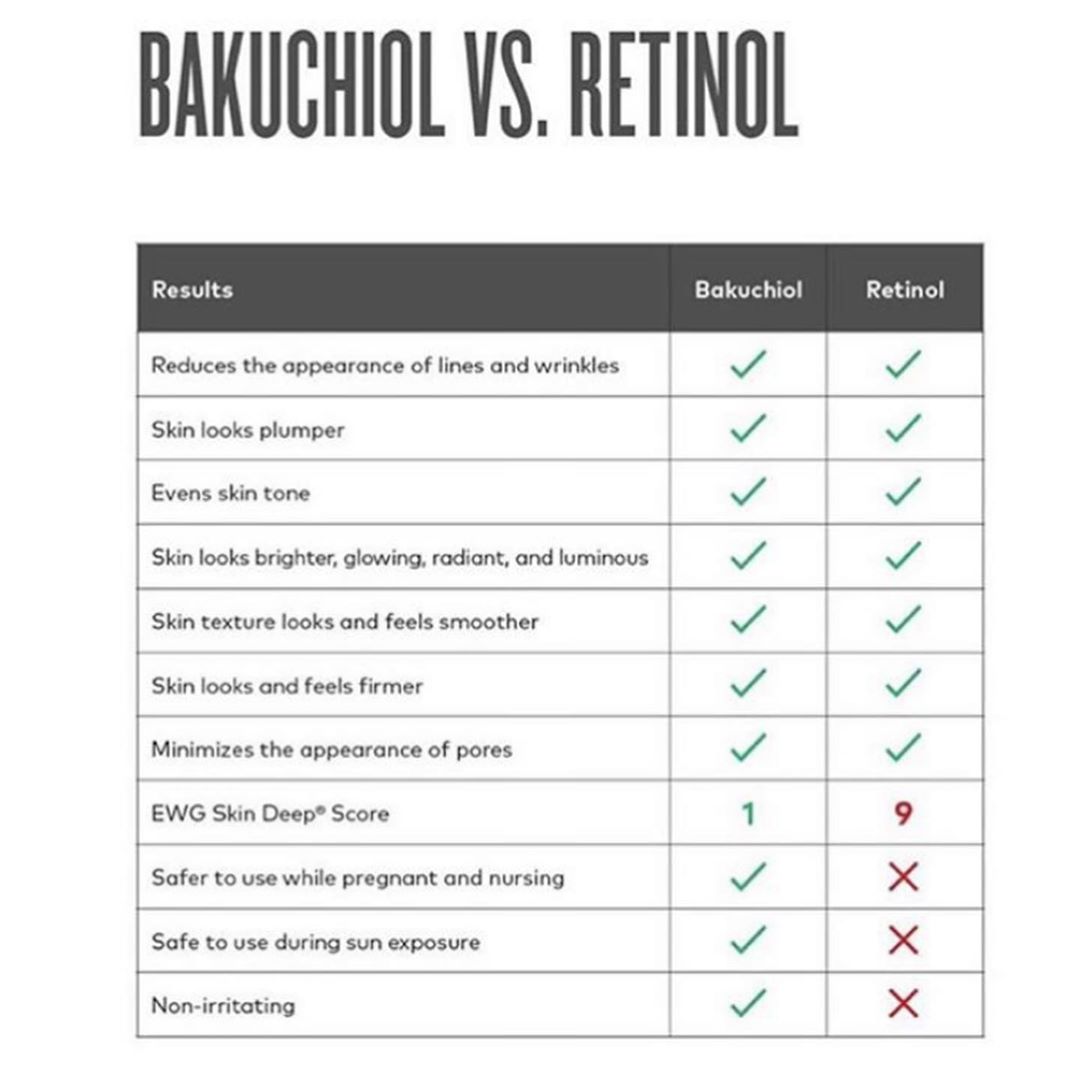 BAKUCHIOL VS. RETINOL
Results Bakuchiol Retinol
Reduces the appearance of lines and wrinkles ✓ ✓
Skin looks plumper ✓ ✓
Evens skin tone ✓ ✓
Skin looks brighter, glowing, radiant, and luminous ✓ ✓
Skin texture looks and feels smoother ✓ ✓
Skin looks and feels firmer ✓ ✓
Minimizes the appearance of pores ✓ ✓
EWG Skin Deep® Score 1 9
Safer to use while pregnant and nursing ✓ ✗
Safe to use during sun exposure ✓ ✗
Non-irritating ✓ ✗